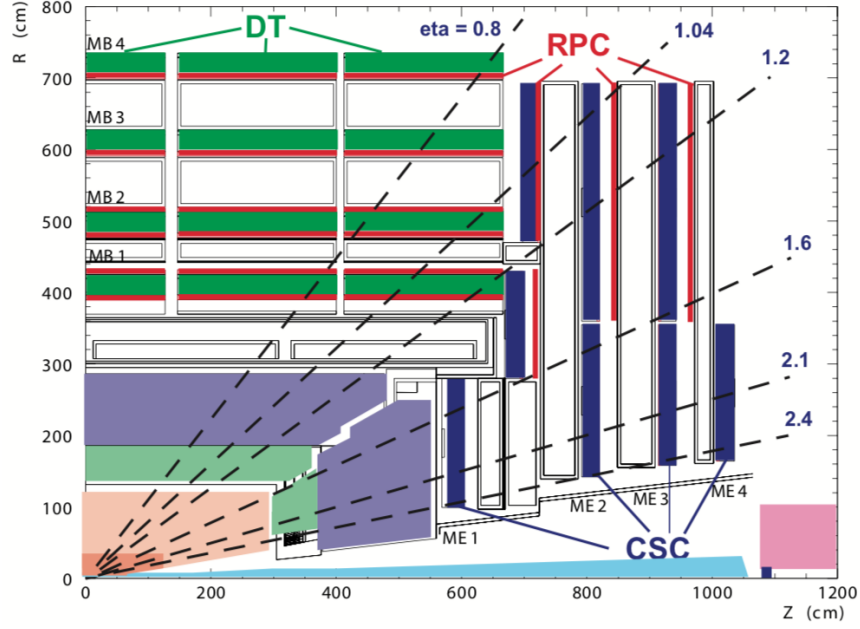 R (cm)
800
700
600
500
400
300
200
100
0
MB 4
MB 3
MB 2
MB 1
DT
eta = 0.8
RPC
1.04
1.2
1.6
2.1
2.4
ME 1
ME 2
ME 3
ME 4
CSC
0
200
400
600
800
1000
1200
Z (cm)